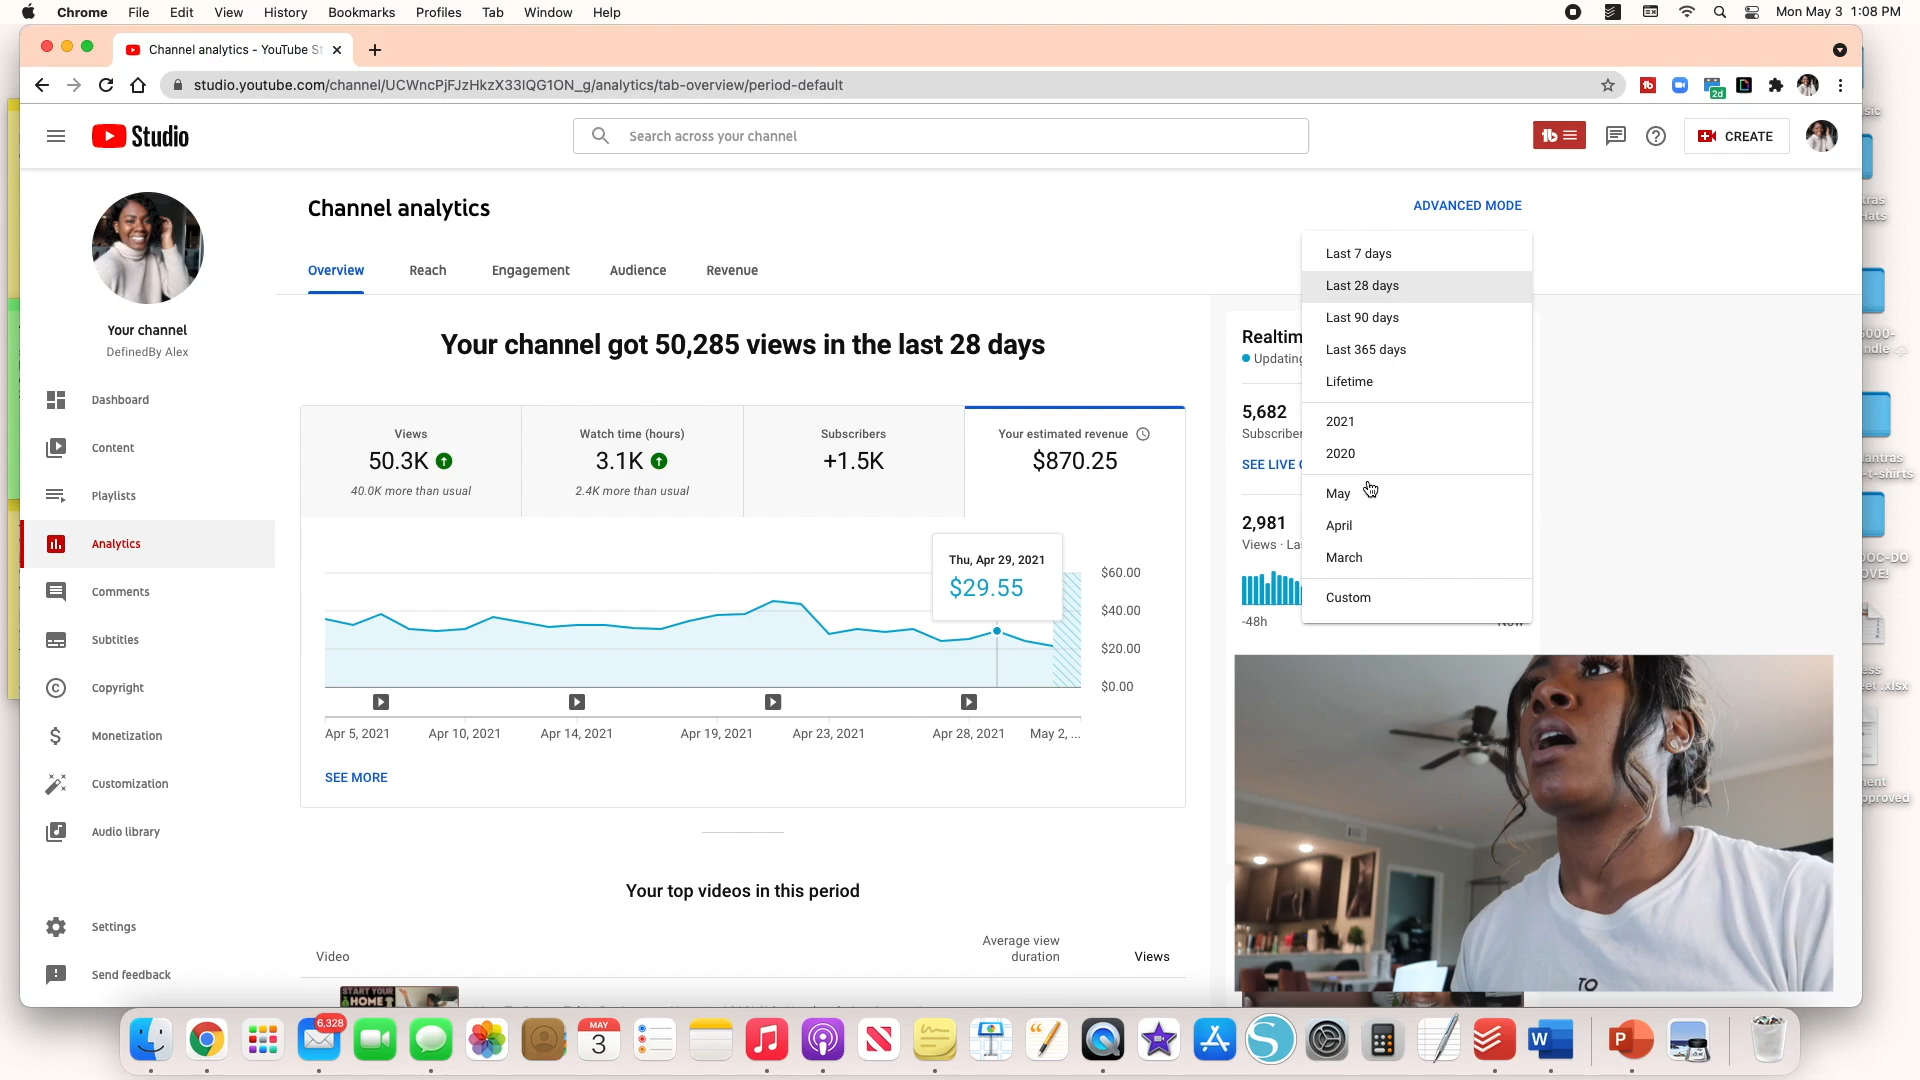 Chrome File Edit View History Bookmarks Profiles Tab Window Help
Mon May 3 1:08 PM
Channel analytics - YouTube St
studio.youtube.com/channel/UCWncPjFJzHkzX33IQG1ON_g/analytics/tab-overview/period-default
2d
Studio
Search across your channel
CREATE
Channel analytics
ADVANCED MODE
Overview Reach Engagement Audience Revenue
Your channel
DefinedBy Alex
Dashboard
Content
Playlists
Analytics
Comments
Subtitles
Copyright
Monetization
Customization
Audio library
Settings
Send feedback
Your channel got 50,285 views in the last 28 days
Views
50.3K
40.0K more than usual
Watch time (hours)
3.1K
2.4K more than usual
Subscribers
+1.5K
Your estimated revenue
$870.25
Thu, Apr 29, 2021
$29.55
$60.00
$40.00
$20.00
$0.00
Apr 5, 2021 Apr 10, 2021 Apr 14, 2021 Apr 19, 2021 Apr 23, 2021 Apr 28, 2021 May 2, ...
SEE MORE
Your top videos in this period
Video
Average view
duration
Views
START YOUR
HOME
Realtim
Updating
5,682
Subscriber
SEE LIVE
2,981
Views · La
-48h
Last 7 days
Last 28 days
Last 90 days
Last 365 days
Lifetime
2021
2020
May
April
March
Custom
TO
6,328
MAY
3